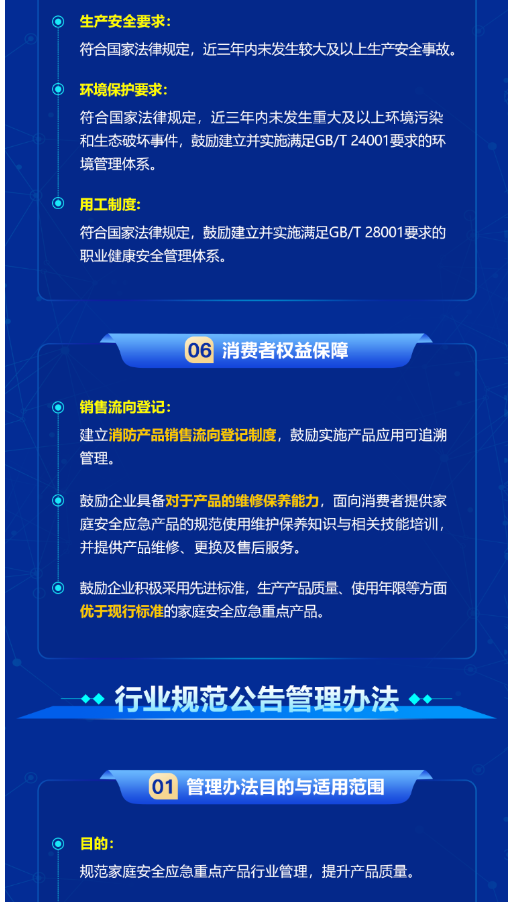 生产安全要求：
符合国家法律规定，近三年内未发生较大及以上生产安全事故。
环境保护要求：
符合国家法律规定，近三年内未发生重大及以上环境污染
和生态破坏事件，鼓励建立并实施满足GB/T 24001要求的环
境管理体系。
用工制度：
符合国家法律规定，鼓励建立并实施满足GB/T 28001要求的
职业健康安全管理体系。
06 消费者权益保障
销售流向登记：
建立消防产品销售流向登记制度，鼓励实施产品应用可追溯
管理。
鼓励企业具备对于产品的维修保养能力，面向消费者提供家
庭安全应急产品的规范使用维护保养知识与相关技能培训，
并提供产品维修、更换及售后服务。
鼓励企业积极采用先进标准，生产产品质量、使用年限等方面
优于现行标准的家庭安全应急重点产品。
行业规范公告管理办法
01 管理办法目的与适用范围
目的：
规范家庭安全应急重点产品行业管理，提升产品质量。